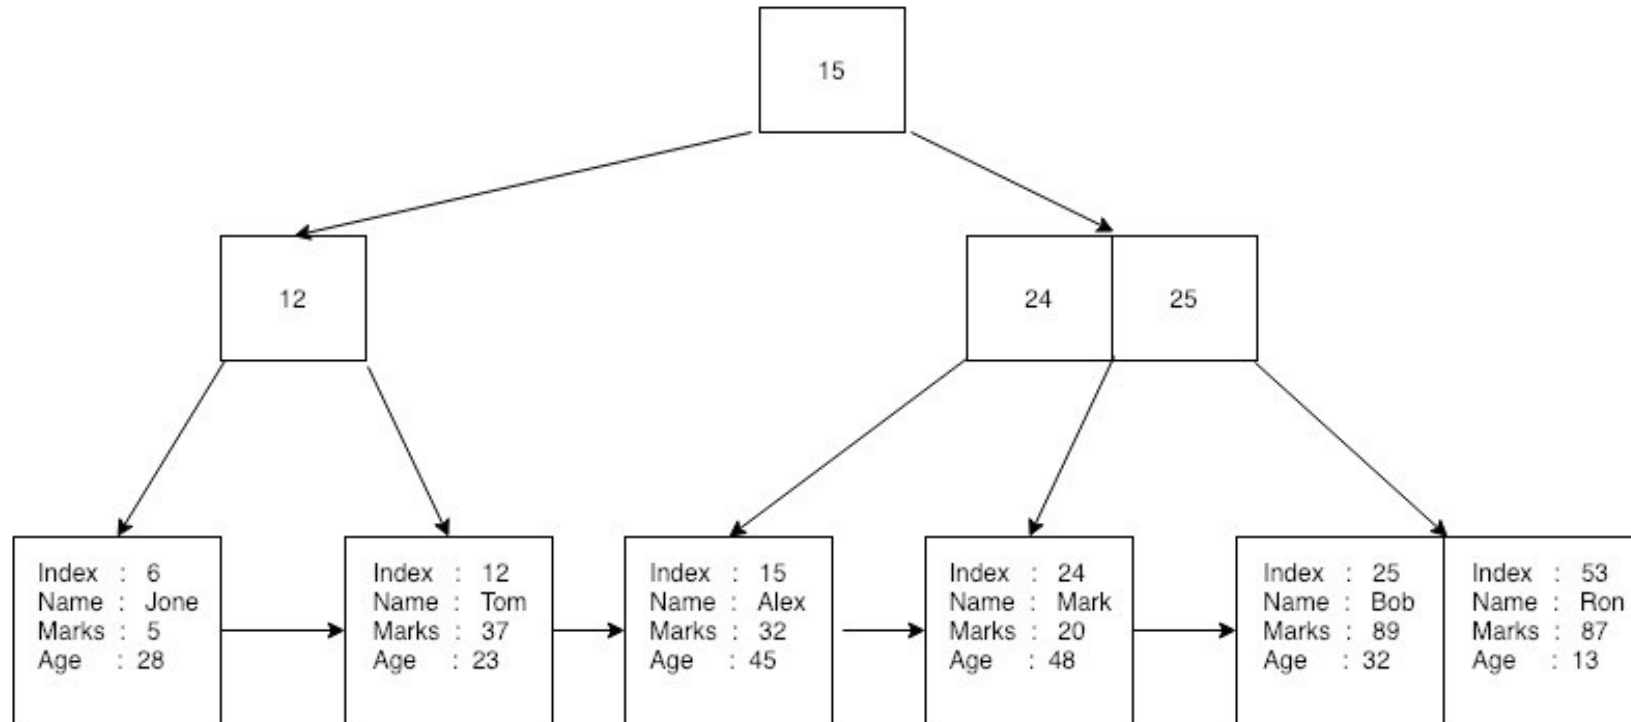 15
12
24
25
Index : 6
Name : Jone
Marks : 5
Age : 28
Index : 12
Name : Tom
Marks : 37
Age : 23
Index : 15
Name : Alex
Marks : 32
Age : 45
Index : 24
Name : Mark
Marks : 20
Age : 48
Index : 25
Name : Bob
Marks : 89
Age : 32
Index : 53
Name : Ron
Marks : 87
Age : 13